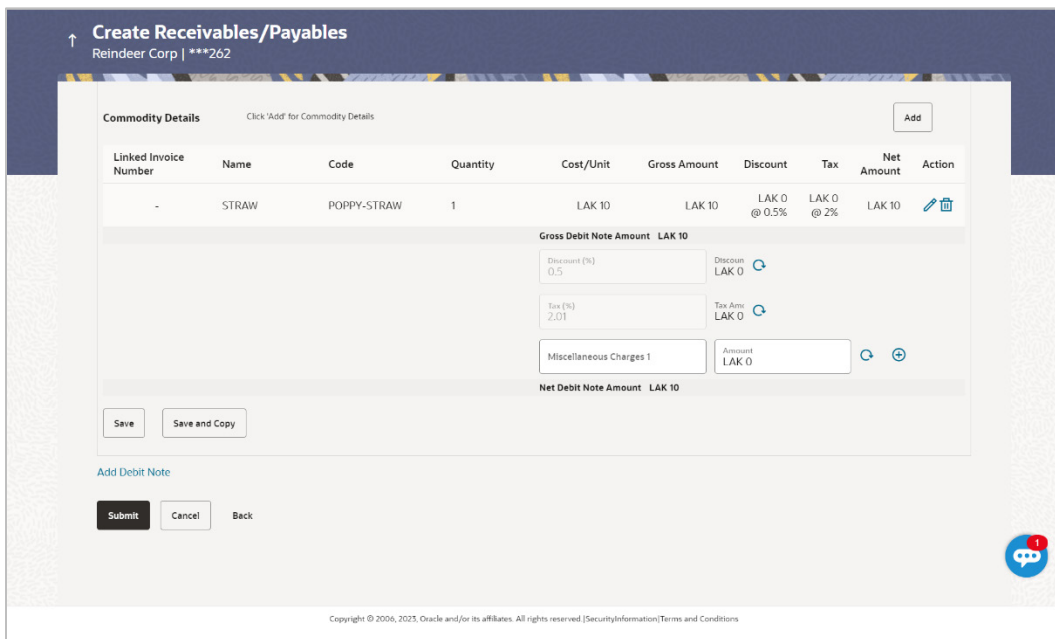 Create Receivables/Payables
Reindeer Corp | ***262
Commodity Details Click 'Add' for Commodity Details Add
Linked Invoice Number Name Code Quantity Cost/Unit Gross Amount Discount Tax Net Amount Action
- STRAW POPPY-STRAW 1 LAK 10 LAK 10 LAK 0 @ 0.5% LAK 0 @ 2% LAK 10
Gross Debit Note Amount LAK 10
Discount (%) Discoun
0.5 LAK 0
Tax (%) Tax Amo
2.01 LAK 0
Miscellaneous Charges 1 Amount
LAK 0
Net Debit Note Amount LAK 10
Save Save and Copy
Add Debit Note
Submit Cancel Back
1
Copyright © 2006, 2023, Oracle and/or its affiliates. All rights reserved.|SecurityInformation|Terms and Conditions